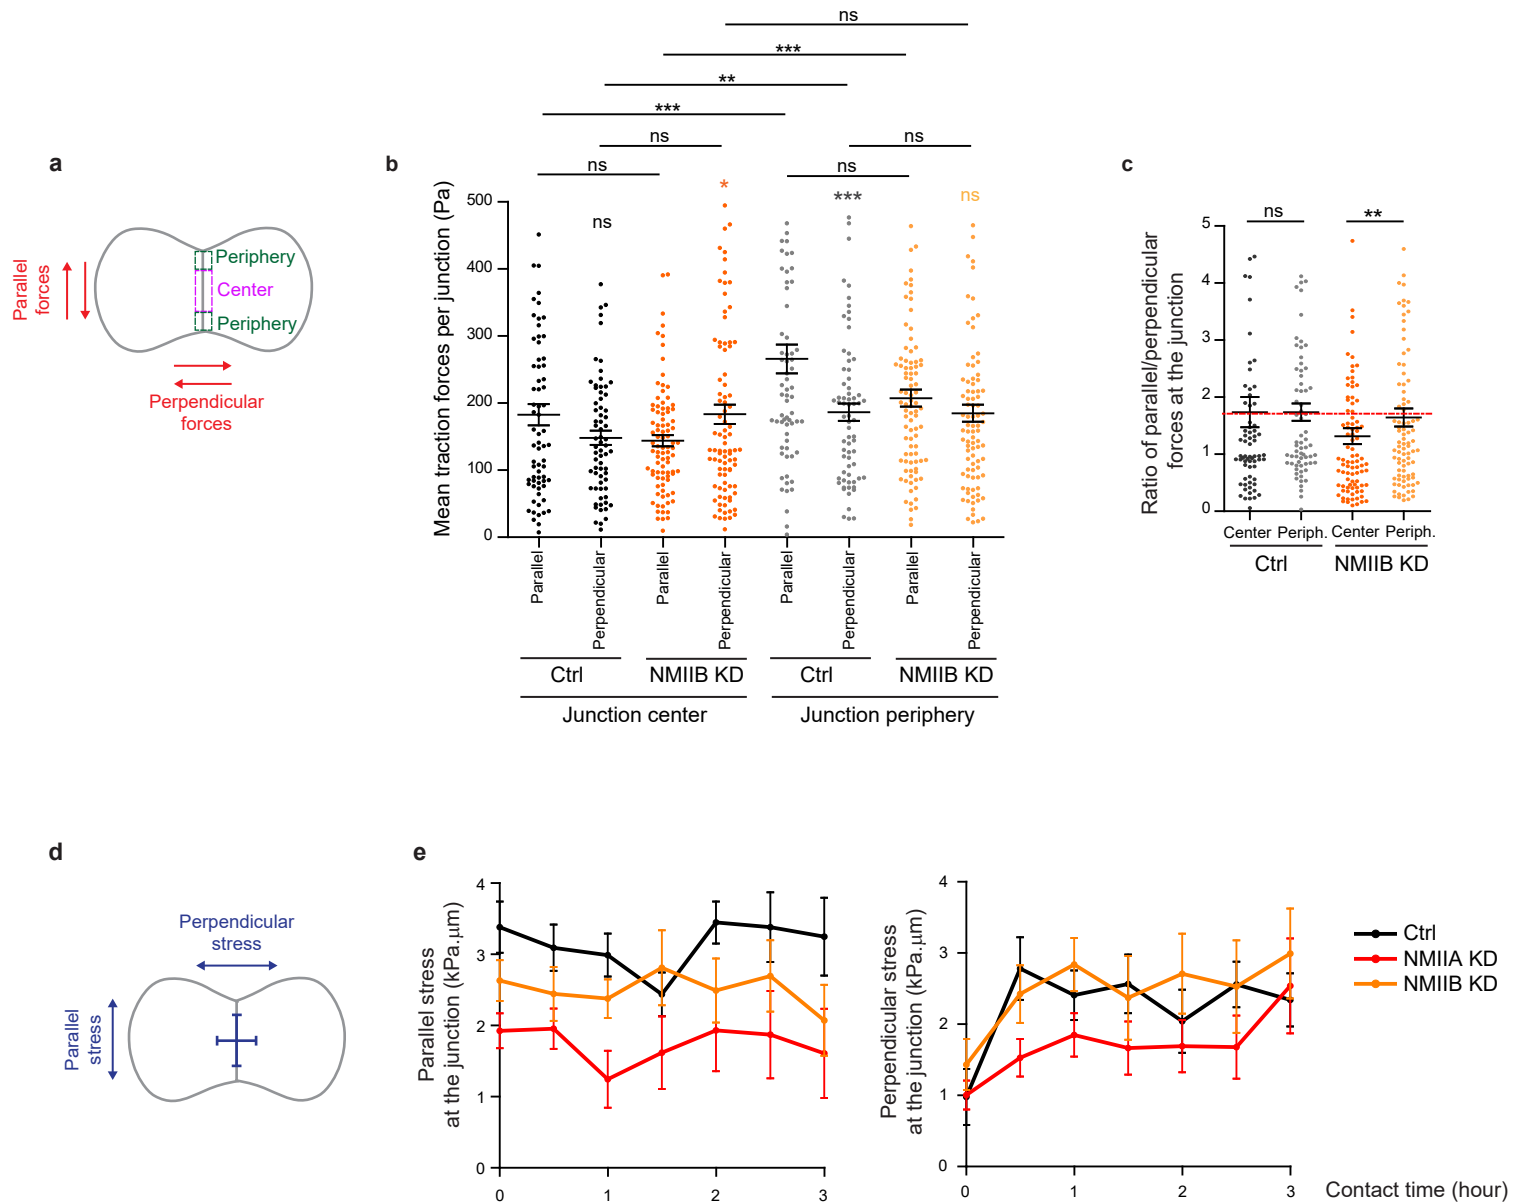 a
Parallel
forces
Periphery
Center
Periphery
Perpendicular
forces
b
ns
***
**
***
ns
ns
ns
ns
ns
*
***
ns
Mean traction forces per junction (Pa)
500
400
300
200
100
0
Parallel
Perpendicular
Parallel
Perpendicular
Parallel
Perpendicular
Parallel
Perpendicular
Ctrl
NMIIB KD
Ctrl
NMIIB KD
Junction center
Junction periphery
c
ns
**
Ratio of parallel/perpendicular
forces at the junction
5
4
3
2
1
0
Center Periph. Center Periph.
Ctrl
NMIIB KD
d
Perpendicular
stress
Parallel
stress
e
Parallel stress
at the junction (kPa.µm)
4
3
2
1
0
0 1 2 3
Perpendicular stress
at the junction (kPa.µm)
4
3
2
1
0
0 1 2 3
Contact time (hour)
Ctrl
NMIIA KD
NMIIB KD